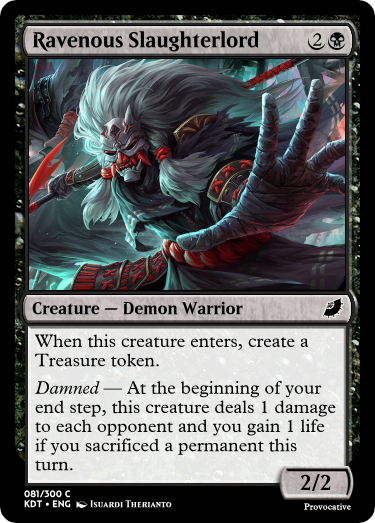 Ravenous Slaughterlord 2
Creature — Demon Warrior
When this creature enters, create a
Treasure token.
Damned — At the beginning of your
end step, this creature deals 1 damage
to each opponent and you gain 1 life
if you sacrificed a permanent this
turn.
2/2
081/300 C
KDT • ENG Isuardi Therianto
Provocative